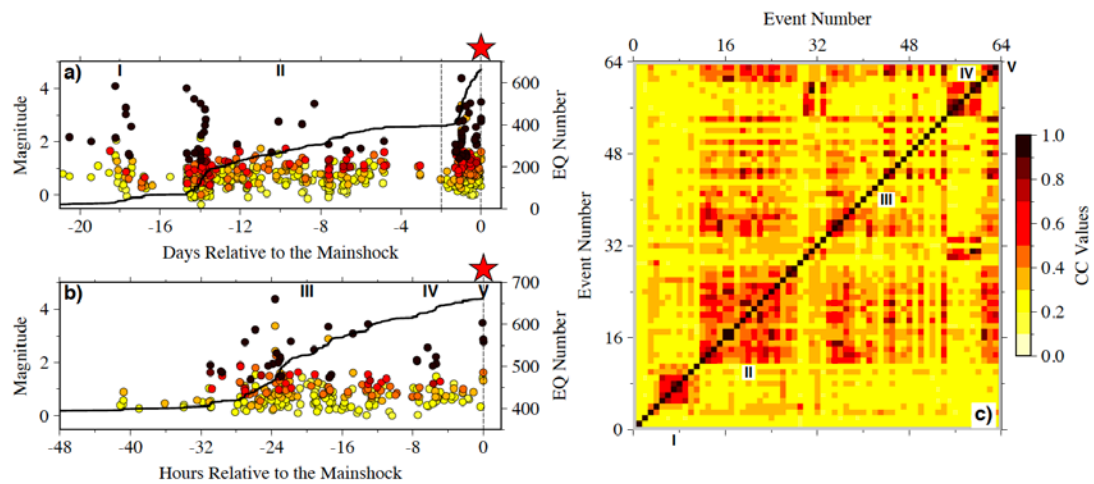 a)
I
II
Magnitude
4
2
0
EQ Number
600
400
200
0
-20
-16
-12
-8
-4
0
Days Relative to the Mainshock
b)
III
IV
V
Magnitude
4
2
0
EQ Number
700
600
500
400
-48
-40
-32
-24
-16
-8
0
Hours Relative to the Mainshock
Event Number
0
16
32
48
64
Event Number
64
48
32
16
0
I
II
III
IV
V
c)
1.0
0.8
0.6
0.4
0.2
0.0
CC Values